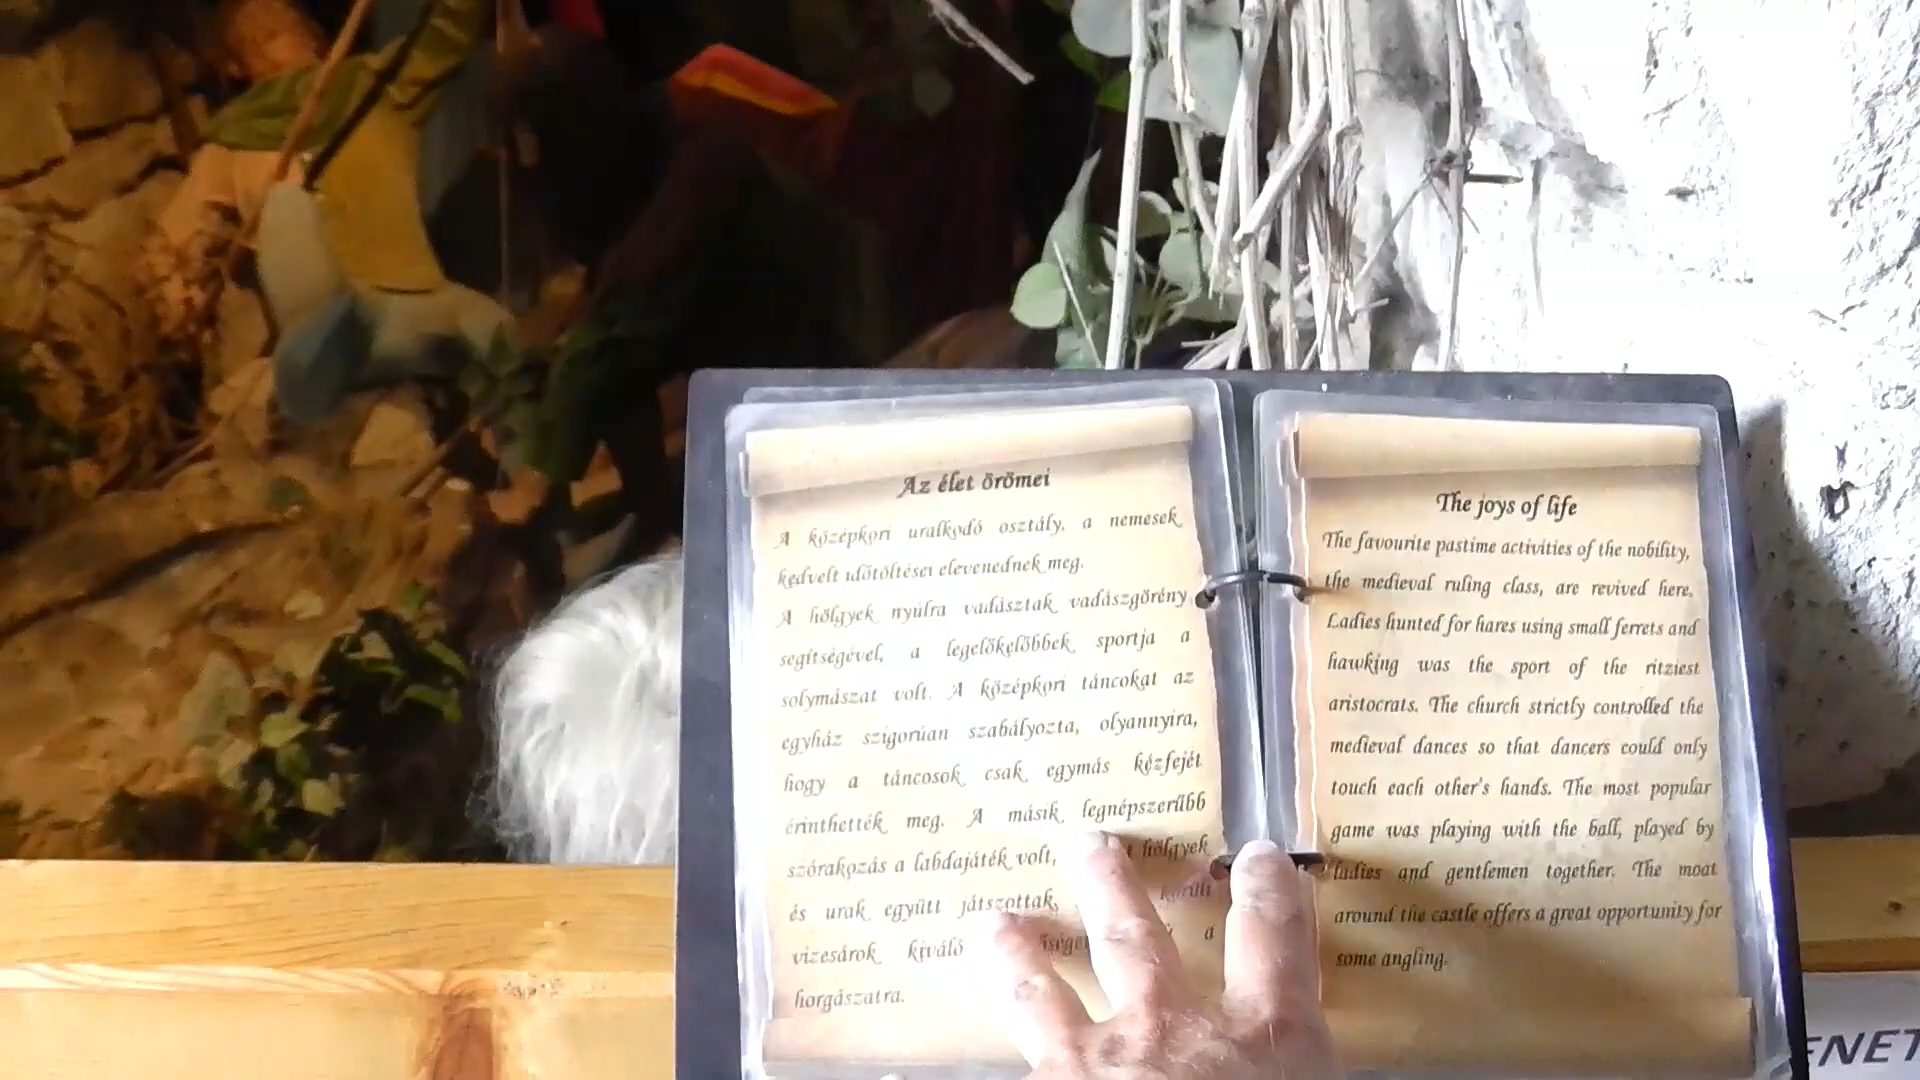 Az élet örömei
A középkori uralkodó osztály, a nemesek
kedvelt időtöltései elevenednek meg.
A hölgyek nyúlra vadásztak vadászgörény
segítségével, a legelőkelőbbek sportja a
solymászat volt. A középkori táncokat az
egyház szigorúan szabályozta, olyannyira,
hogy a táncosok csak egymás kézfejét
érinthették meg. A másik legnépszerűbb
szórakozás a labdajáték volt, hölgyek
és urak együtt játszottak, körüli
vizesárok kiváló a
horgászatra.
The joys of life
The favourite pastime activities of the nobility,
the medieval ruling class, are revived here.
Ladies hunted for hares using small ferrets and
hawking was the sport of the ritziest
aristocrats. The church strictly controlled the
medieval dances so that dancers could only
touch each other's hands. The most popular
game was playing with the ball, played by
ladies and gentlemen together. The moat
around the castle offers a great opportunity for
some angling.